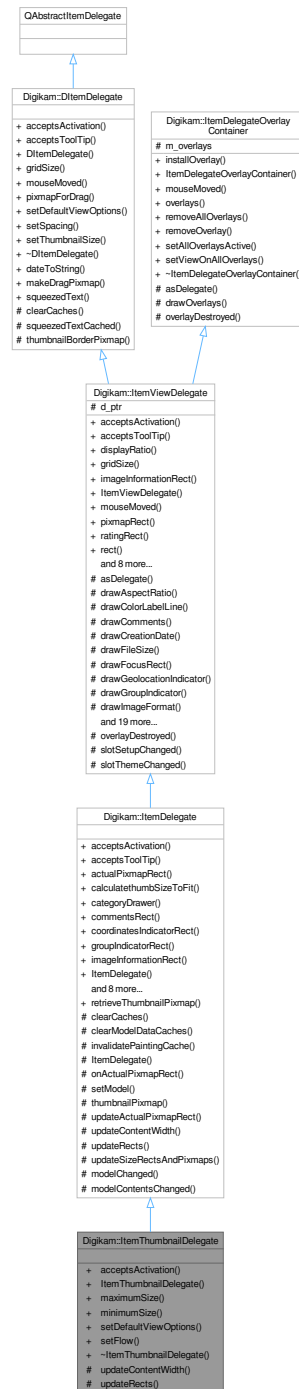 QAbstractItemDelegate
Digikam::DItemDelegate
+ acceptsActivation()
+ acceptsToolTip()
+ DItemDelegate()
+ gridSize()
+ mouseMoved()
+ pixmapForDrag()
+ setDefaultViewOptions()
+ setSpacing()
+ setThumbnailSize()
+ ~DItemDelegate()
+ dateToString()
+ makeDragPixmap()
+ squeezedText()
# clearCaches()
# squeezedTextCached()
# thumbnailBorderPixmap()
Digikam::ItemDelegateOverlay
Container
# m_overlays
+ installOverlay()
+ ItemDelegateOverlayContainer()
+ mouseMoved()
+ overlays()
+ removeAllOverlays()
+ removeOverlay()
+ setAllOverlaysActive()
+ setViewOnAllOverlays()
+ ~ItemDelegateOverlayContainer()
# asDelegate()
# drawOverlays()
# overlayDestroyed()
Digikam::ItemViewDelegate
# d_ptr
+ acceptsActivation()
+ acceptsToolTip()
+ displayRatio()
+ gridSize()
+ imageInformationRect()
+ ItemViewDelegate()
+ mouseMoved()
+ pixmapRect()
+ ratingRect()
+ rect()
and 8 more...
# asDelegate()
# drawAspectRatio()
# drawColorLabelLine()
# drawComments()
# drawCreationDate()
# drawFileSize()
# drawFocusRect()
# drawGeolocationIndicator()
# drawGroupIndicator()
# drawImageFormat()
and 19 more...
# overlayDestroyed()
# slotSetupChanged()
# slotThemeChanged()
Digikam::ItemDelegate
+ acceptsActivation()
+ acceptsToolTip()
+ actualPixmapRect()
+ calculatethumbSizeToFit()
+ categoryDrawer()
+ commentsRect()
+ coordinatesIndicatorRect()
+ groupIndicatorRect()
+ imageInformationRect()
+ ItemDelegate()
and 8 more...
+ retrieveThumbnailPixmap()
# clearCaches()
# clearModelDataCaches()
# invalidatePaintingCache()
# ItemDelegate()
# onActualPixmapRect()
# setModel()
# thumbnailPixmap()
# updateActualPixmapRect()
# updateContentWidth()
# updateRects()
# updateSizeRectsAndPixmaps()
# modelChanged()
# modelContentsChanged()
Digikam::ItemThumbnailDelegate
+ acceptsActivation()
+ ItemThumbnailDelegate()
+ maximumSize()
+ minimumSize()
+ setDefaultViewOptions()
+ setFlow()
+ ~ItemThumbnailDelegate()
# updateContentWidth()
# updateRects()